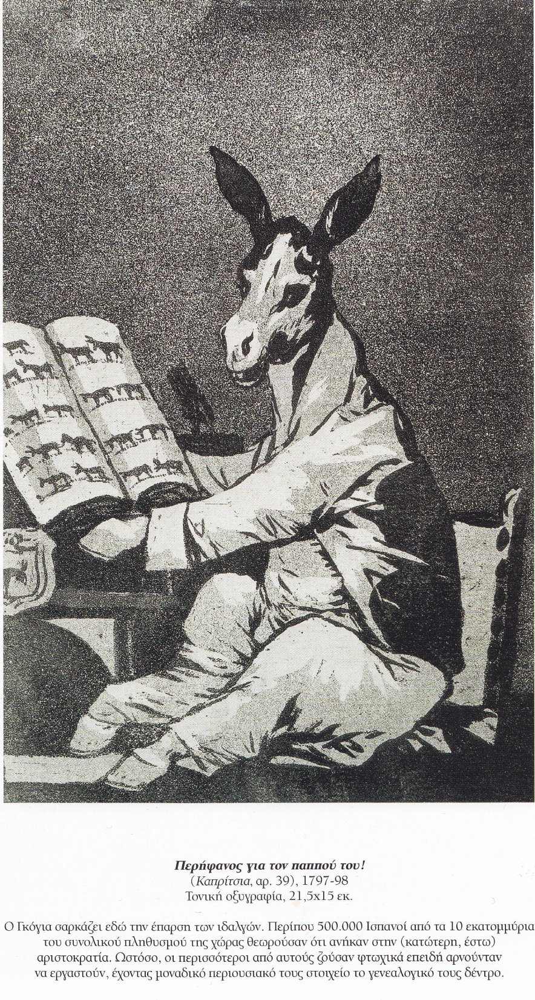 Περήφανος για τον παππού του!
(Καπρίτσια, αρ. 39), 1797-98
Τονική οξυγραφία, 21,5x15 εκ.
Ο Γκόγια σαρκάζει εδώ την έπαρση των ιδαλγών. Περίπου 500.000 Ισπανοί από τα 10 εκατομμύρια
του συνολικού πληθυσμού της χώρας θεωρούσαν ότι ανήκαν στην (κατώτερη, έστω)
αριστοκρατία. Ωστόσο, οι περισσότεροι από αυτούς ζούσαν φτωχικά επειδή αρνούνταν
να εργαστούν, έχοντας μοναδικό περιουσιακό τους στοιχείο το γενεαλογικό τους δέντρο.